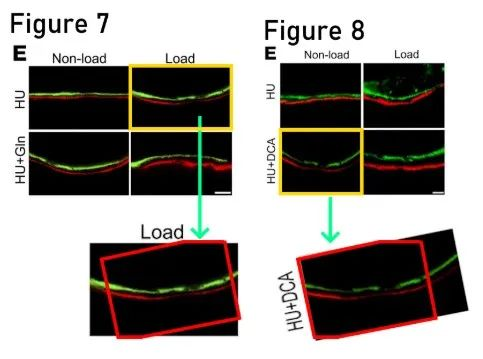 Figure 7
E
Non-load
Load
HU
HU+Gln
Load
Figure 8
E
Non-load
Load
HU
HU+DCA
HU+DCA